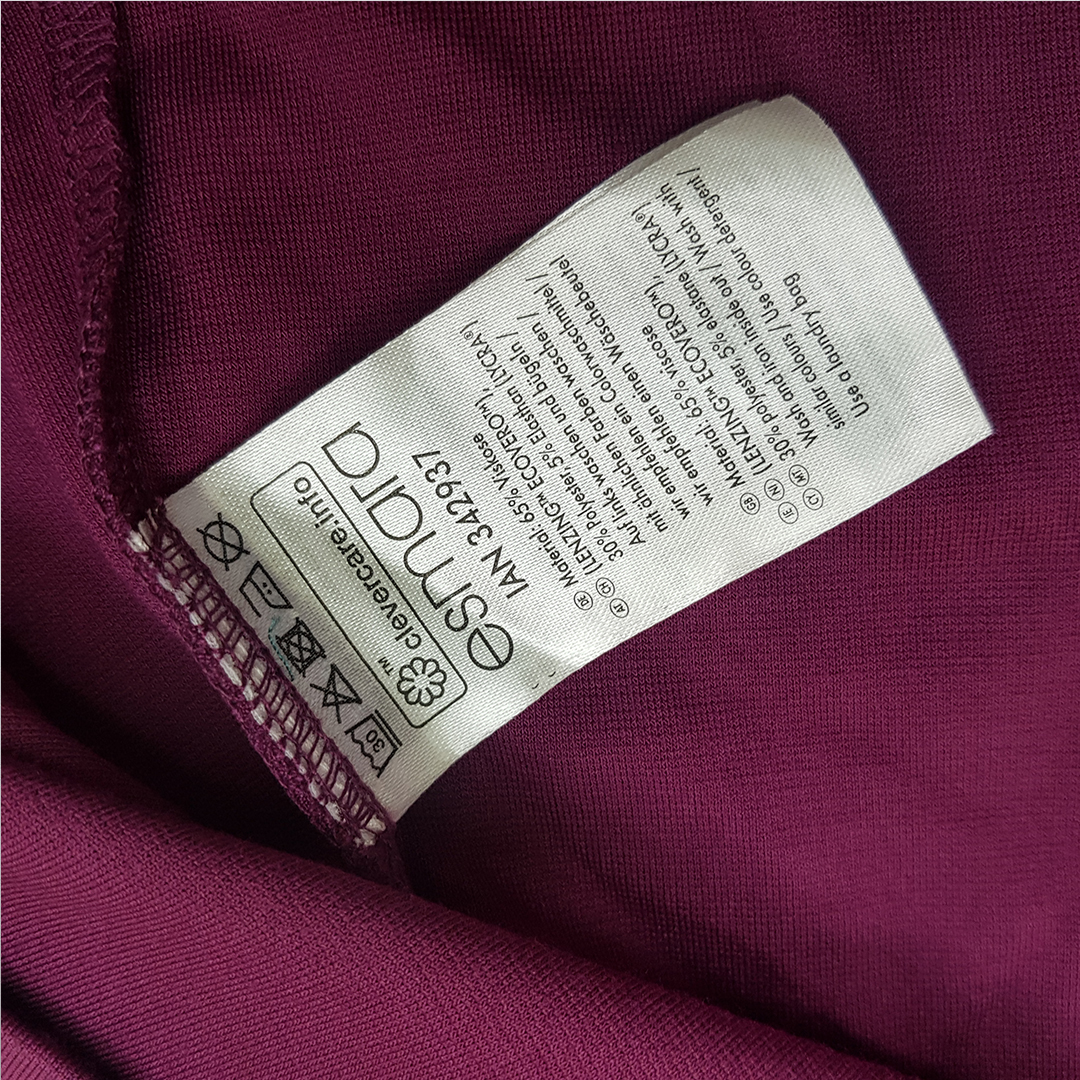 30
clevercare.info™
esmara
IAN 342937
DE Material: 65% Viskose
AT CH (LENZING™ ECOVERO™),
30% Polyester, 5% Elasthan (LYCRA®)
Auf links waschen und bügeln /
mit ähnlichen Farben waschen /
wir empfehlen ein Colorwaschmittel/
wir empfehlen einen Waschebeutel
GB Material: 65% viscose
IE NI (LENZING™ ECOVERO™),
CY MT 30% polyester, 5% elastane (LYCRA®)
Wash and iron inside out / Wash with
similar colours / Use colour detergent/
Use a laundry bag